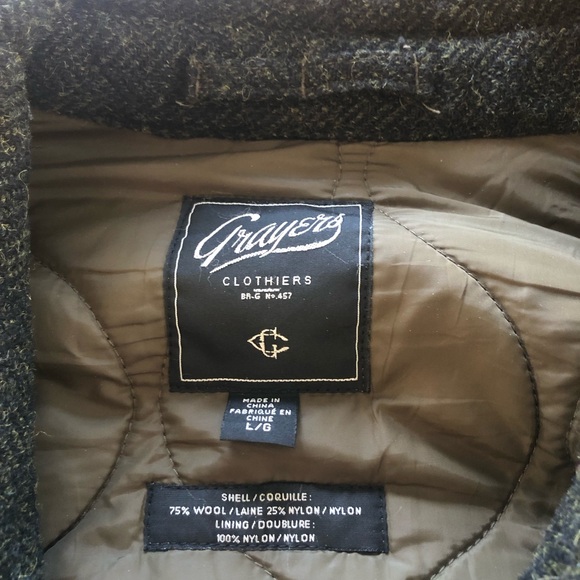 Grayers
CLOTHIERS
BR-G No.457
GC
MADE IN
CHINA
FABRIQUÉ EN
CHINE
L/G
SHELL/COQUILLE:
75% WOOL/LAINE 25% NYLON/NYLON
LINING/DOUBLURE:
100% NYLON/NYLON